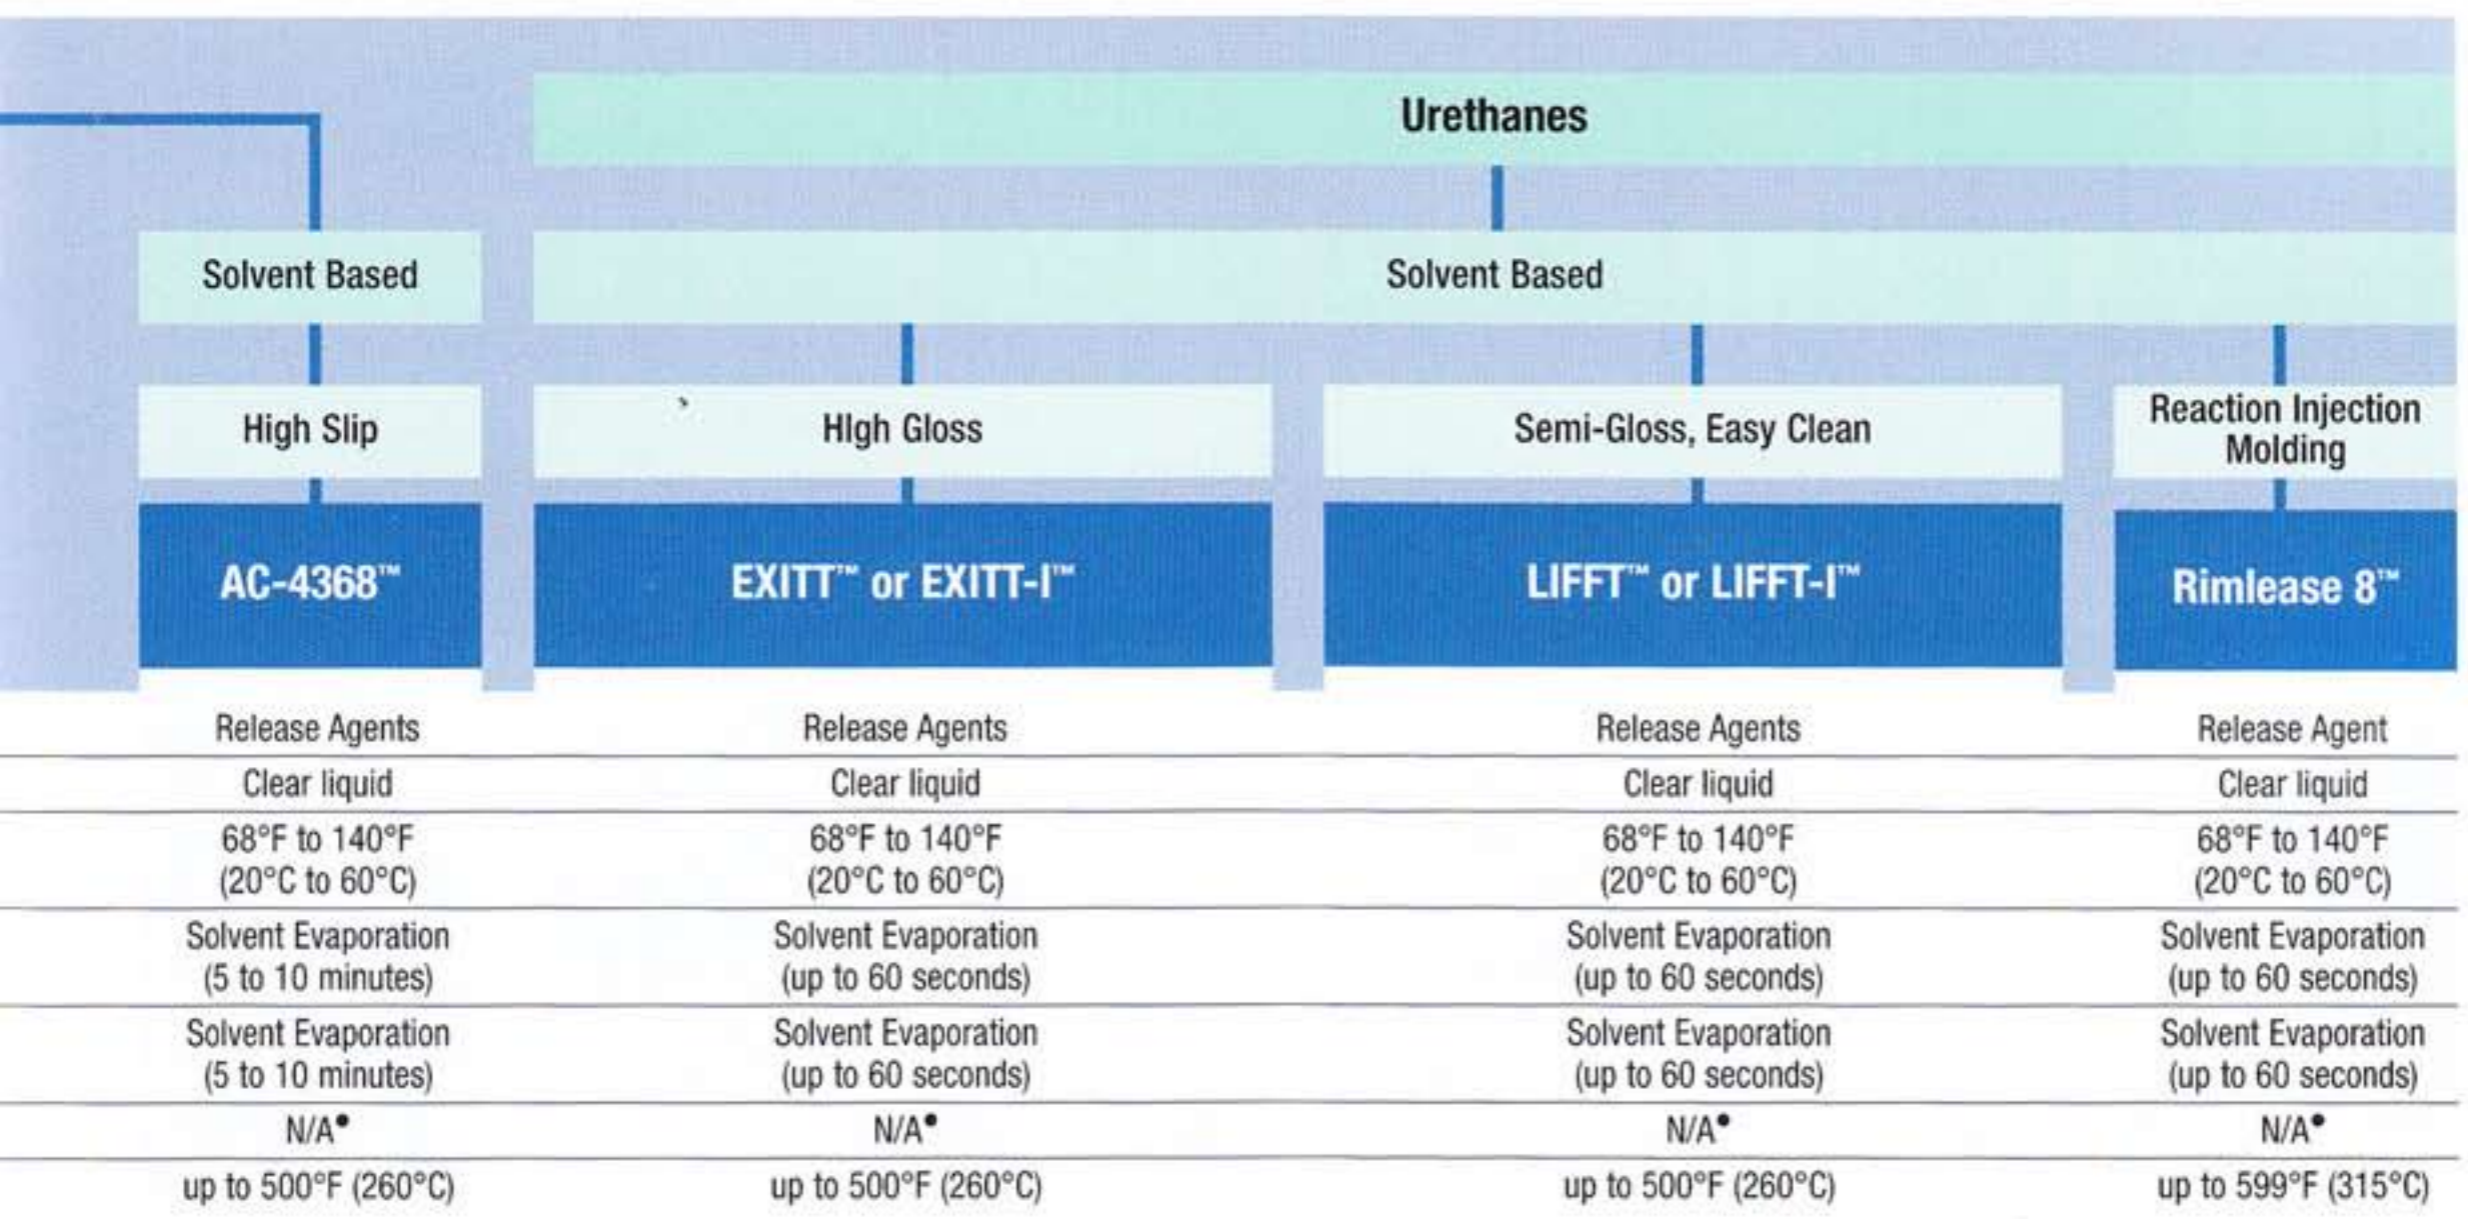 Urethanes
Solvent Based
Solvent Based
High Slip
HIgh Gloss
Semi-Gloss, Easy Clean
Reaction Injection
Molding
AC-4368™
EXITT™ or EXITT-I™
LIFFT™ or LIFFT-I™
Rimlease 8™
Release Agents
Release Agents
Release Agents
Release Agent
Clear liquid
Clear liquid
Clear liquid
Clear liquid
68°F to 140°F
(20°C to 60°C)
68°F to 140°F
(20°C to 60°C)
68°F to 140°F
(20°C to 60°C)
68°F to 140°F
(20°C to 60°C)
Solvent Evaporation
(5 to 10 minutes)
Solvent Evaporation
(up to 60 seconds)
Solvent Evaporation
(up to 60 seconds)
Solvent Evaporation
(up to 60 seconds)
Solvent Evaporation
(5 to 10 minutes)
Solvent Evaporation
(up to 60 seconds)
Solvent Evaporation
(up to 60 seconds)
Solvent Evaporation
(up to 60 seconds)
N/A•
N/A•
N/A•
N/A•
up to 500°F (260°C)
up to 500°F (260°C)
up to 500°F (260°C)
up to 599°F (315°C)